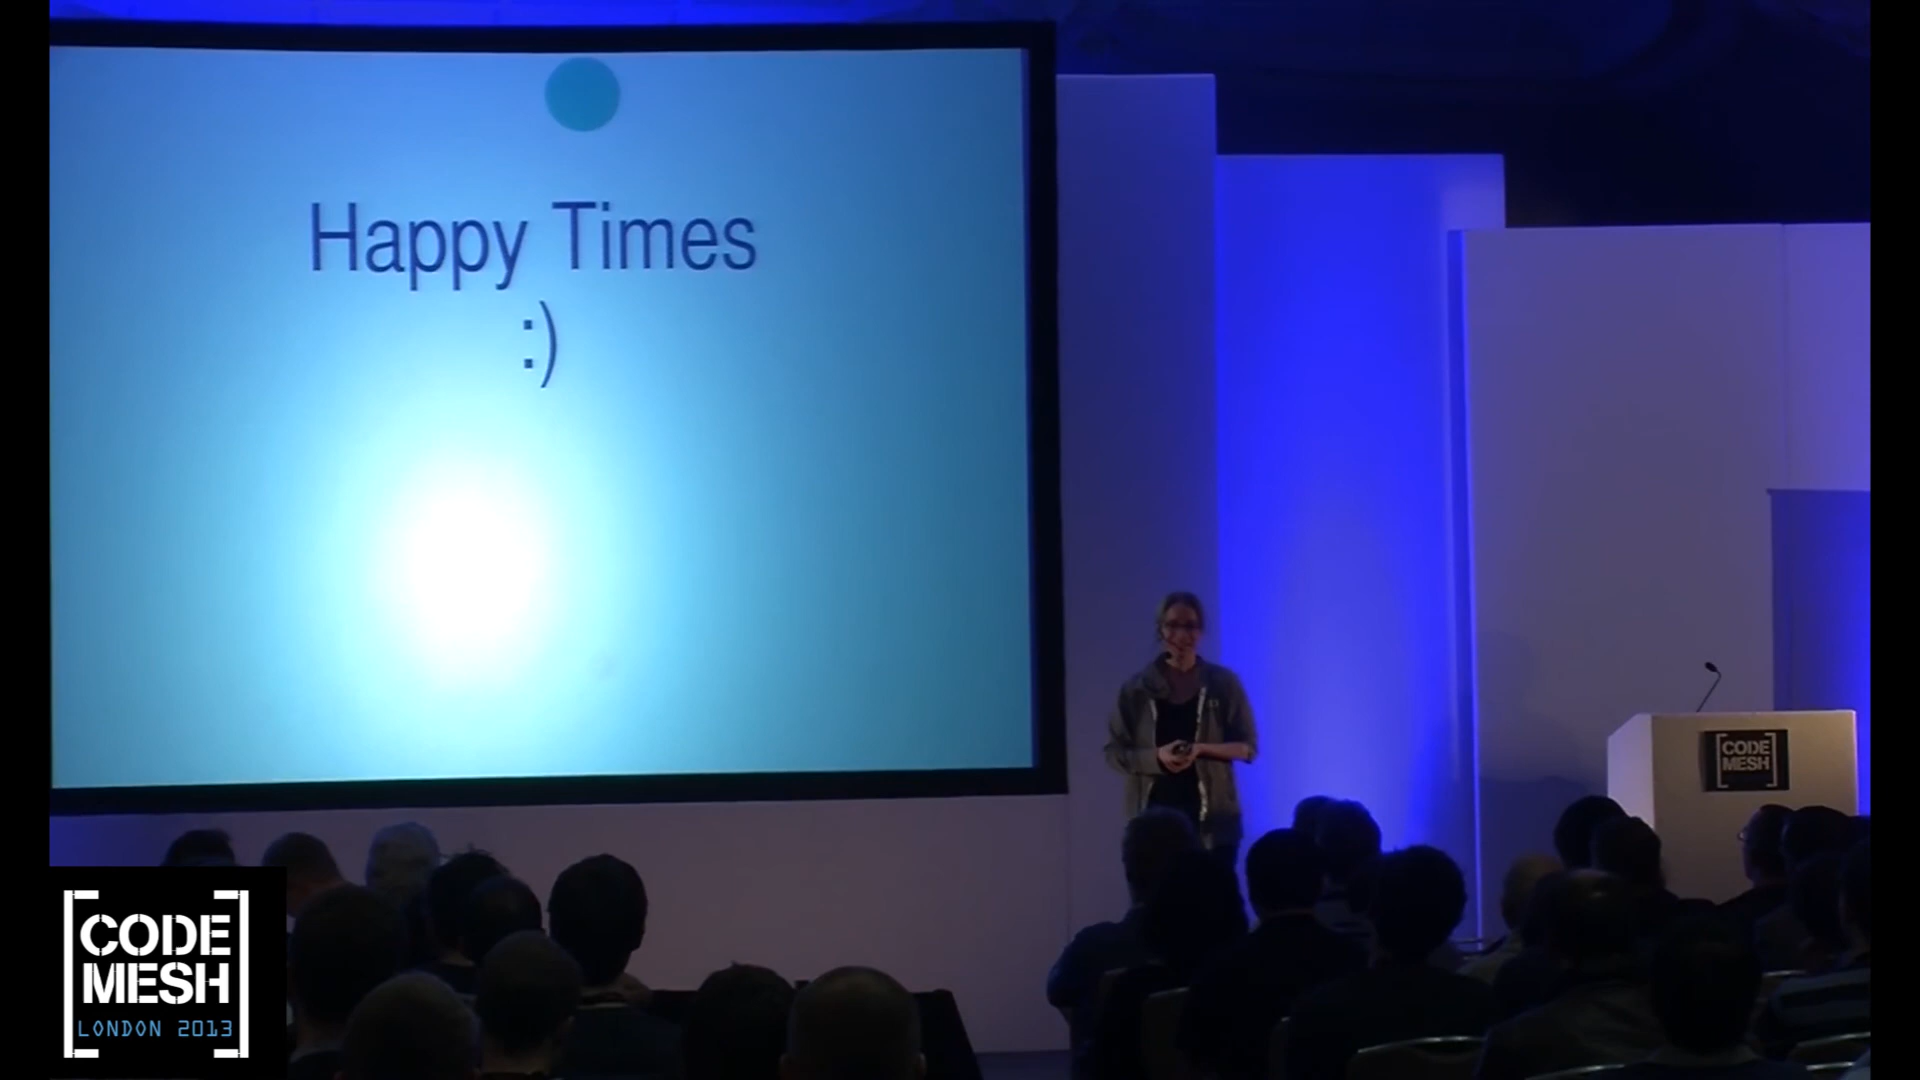 Happy Times
:)
CODE
MESH
CODE
MESH
LONDON 2013